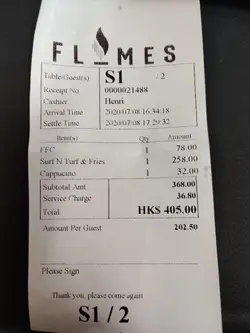 FLAMES
Table/Guest(s) S1 / 2
Receipt No. 0000021488
Cashier Henri
Arrival Time 2020/07/08 16:34:18
Settle Time 2020/07/08 17:29:32
Item(s) Qty Amount
FFC 1 78.00
Surf N Turf & Fries 1 258.00
Cappucino 1 32.00
Subtotal Amt 368.00
Service Charge 36.80
Total HK$ 405.00
Amount Per Guest 202.50
Please Sign
Thank you, please come again
S1 / 2